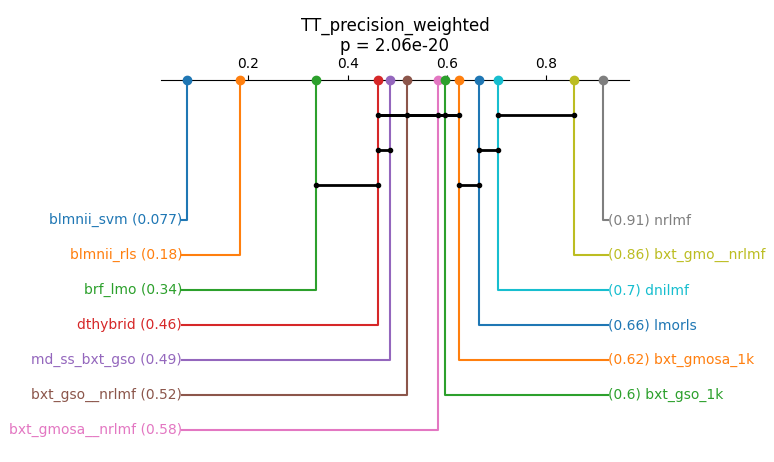 TT_precision_weighted
p = 2.06e-20
0.2 0.4 0.6 0.8
blmnii_svm (0.077) (0.91) nrlmf
blmnii_rls (0.18) (0.86) bxt_gmo__nrlmf
brf_lmo (0.34) (0.7) dnilmf
dthybrid (0.46) (0.66) lmorls
md_ss_bxt_gso (0.49) (0.62) bxt_gmosa_1k
bxt_gso__nrlmf (0.52) (0.6) bxt_gso_1k
bxt_gmosa__nrlmf (0.58)